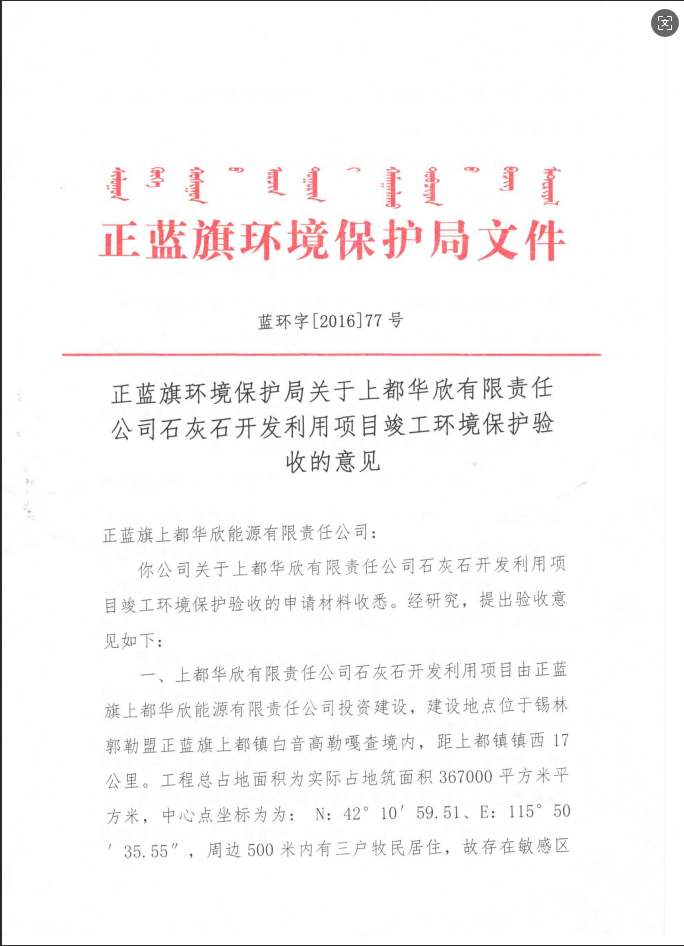 正蓝旗环境保护局文件
蓝环字[2016]77 号
正蓝旗环境保护局关于上都华欣有限责任
公司石灰石开发利用项目竣工环境保护验
收的意见
正蓝旗上都华欣能源有限责任公司：
你公司关于上都华欣有限责任公司石灰石开发利用项
目竣工环境保护验收的申请材料收悉。经研究，提出验收意
见如下：
一、上都华欣有限责任公司石灰石开发利用项目由正蓝
旗上都华欣能源有限责任公司投资建设，建设地点位于锡林
郭勒盟正蓝旗上都镇白音高勒嘎查境内，距上都镇镇西 17
公里。工程总占地面积为实际占地筑面积 367000 平方米平
方米，中心点坐标为为： N：42° 10′ 59.51、E：115° 50
′ 35.55″，周边 500 米内有三户牧民居住，故存在敏感区